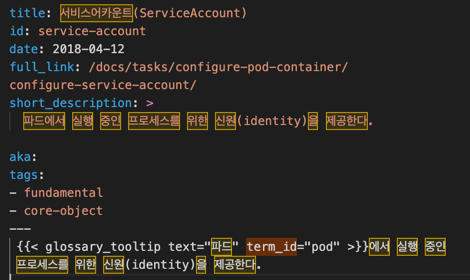 title: 서비스어카운트(ServiceAccount)
id: service-account
date: 2018-04-12
full_link: /docs/tasks/configure-pod-container/
configure-service-account/
short_description: >
파드에서 실행 중인 프로세스를 위한 신원(identity)을 제공한다.
aka:
tags:
- fundamental
- core-object
---
{{< glossary_tooltip text="파드" term_id="pod" >}}에서 실행 중인
프로세스를 위한 신원(identity)을 제공한다.